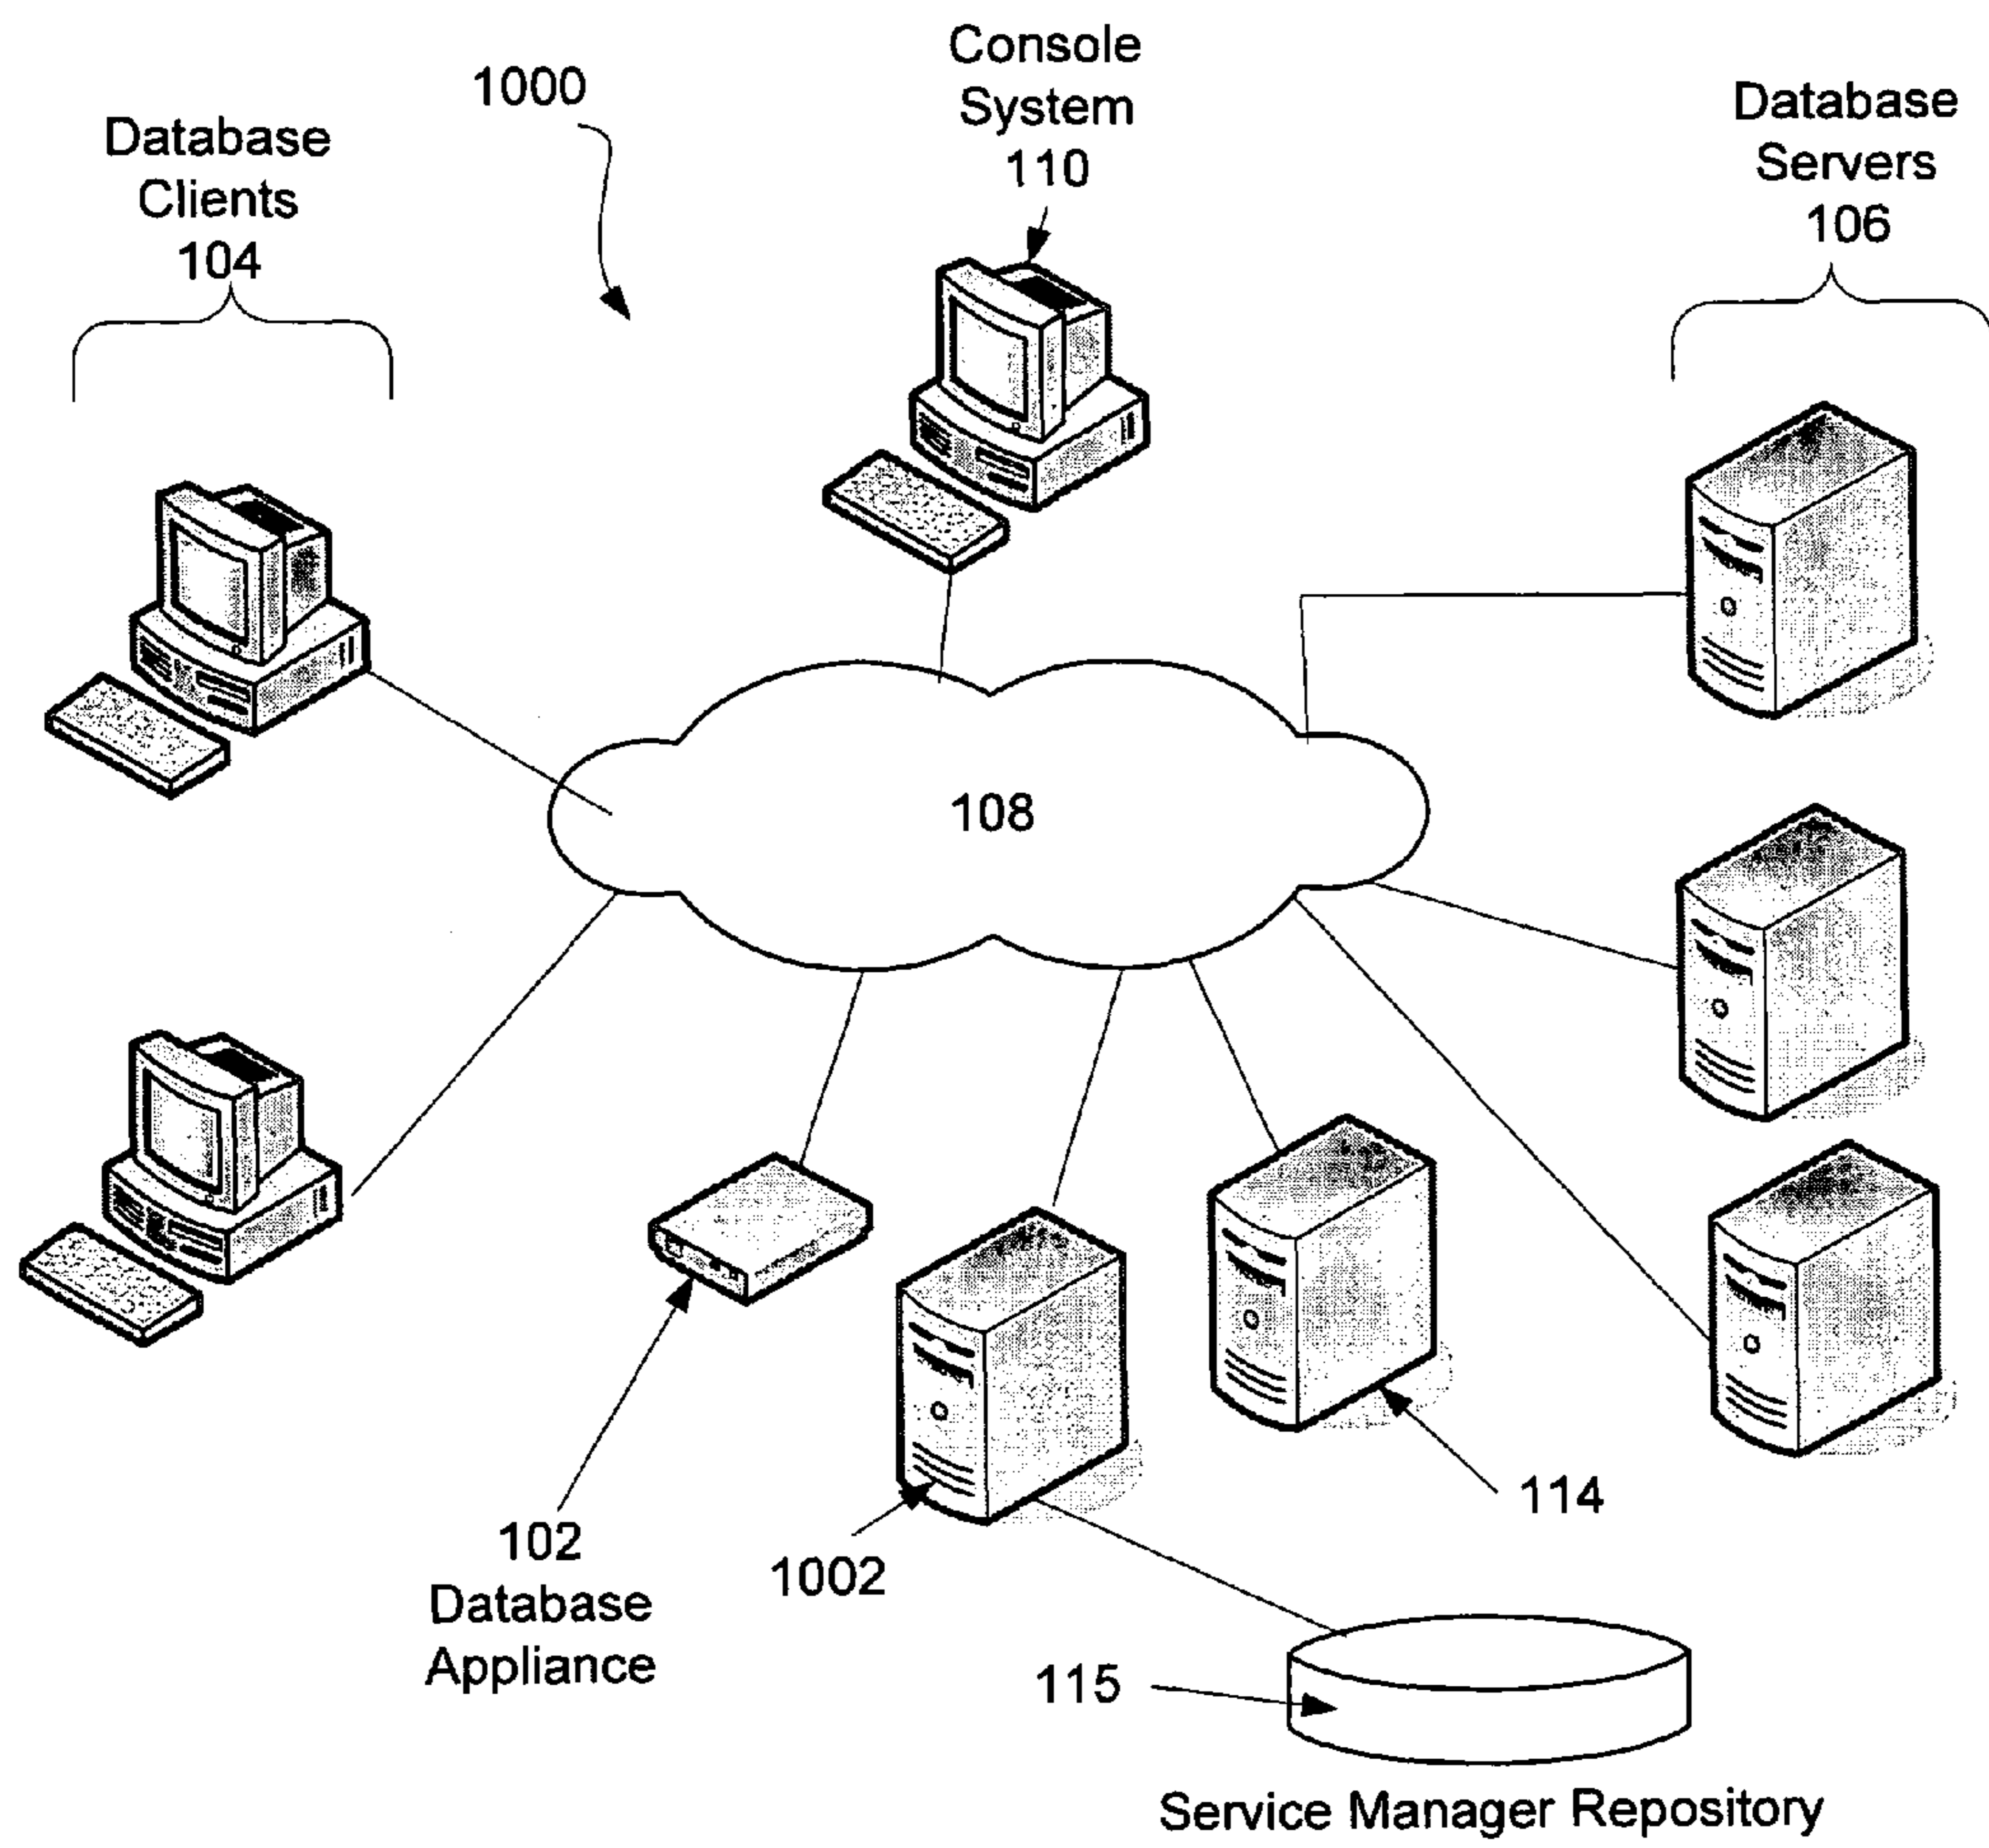 Console
System
110
1000
Database
Clients
104
Database
Servers
106
108
114
102
Database
Appliance
1002
115
Service Manager Repository